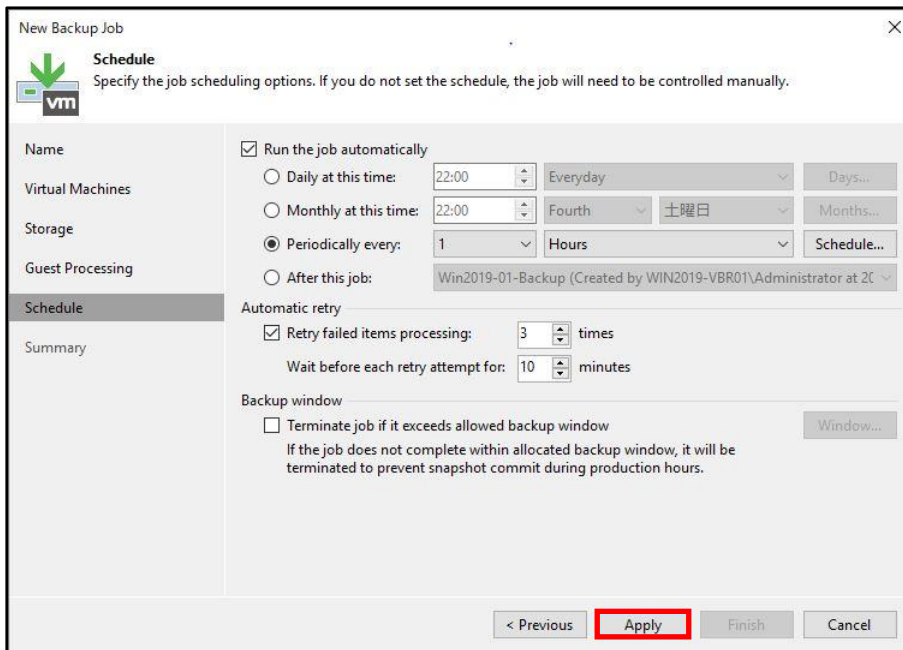 New Backup Job
Schedule
Specify the job scheduling options. If you do not set the schedule, the job will need to be controlled manually.
vm
Name
Virtual Machines
Storage
Guest Processing
Schedule
Summary
Run the job automatically
Daily at this time: 22:00 Everyday Days...
Monthly at this time: 22:00 Fourth 土曜日 Months...
Periodically every: 1 Hours Schedule...
After this job: Win2019-01-Backup (Created by WIN2019-VBR01\Administrator at 20
Automatic retry
Retry failed items processing: 3 times
Wait before each retry attempt for: 10 minutes
Backup window
Terminate job if it exceeds allowed backup window Window...
If the job does not complete within allocated backup window, it will be
terminated to prevent snapshot commit during production hours.
< Previous Apply Finish Cancel